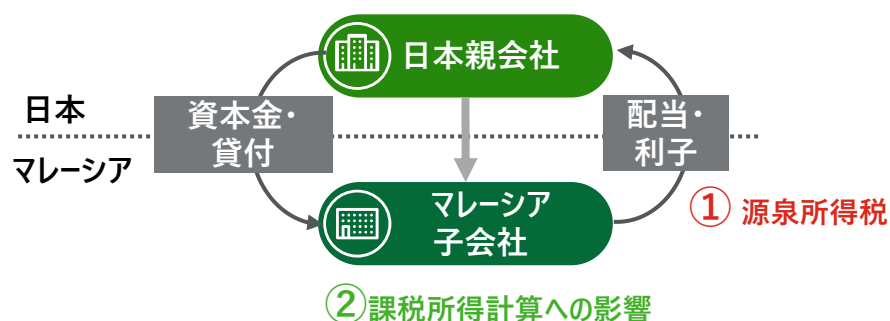 日本親会社
日本
資本金・
貸付
配当・
利子
マレーシア
マレーシア
子会社
① 源泉所得税
②課税所得計算への影響